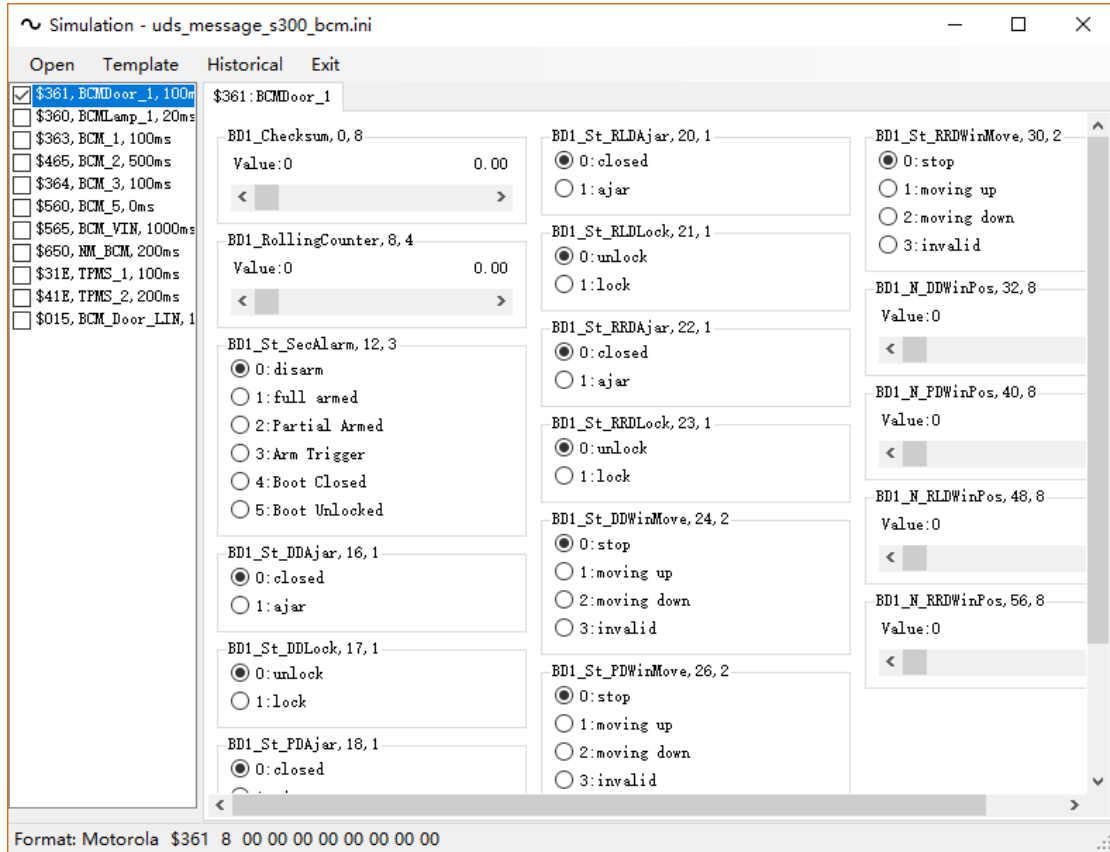 Simulation - uds_message_s300_bcm.ini
Open Template Historical Exit
$361, BCMDoor_1, 100m
$360, BCMLamp_1, 20ms
$363, BCM_1, 100ms
$465, BCM_2, 500ms
$364, BCM_3, 100ms
$560, BCM_5, 0ms
$565, BCM_VIN, 1000ms
$650, NM_BCM, 200ms
$31E, TPMS_1, 100ms
$41E, TPMS_2, 200ms
$015, BCM_Door_LIN, 1
$361:BCMDoor_1
BD1_Checksum, 0, 8
Value:0 0.00
BD1_RollingCounter, 8, 4
Value:0 0.00
BD1_St_SecAlarm, 12, 3
0:disarm
1:full armed
2:Partial Armed
3:Arm Trigger
4:Boot Closed
5:Boot Unlocked
BD1_St_DDAjar, 16, 1
0:closed
1:ajar
BD1_St_DDLock, 17, 1
0:unlock
1:lock
BD1_St_PDAjar, 18, 1
0:closed
BD1_St_RLDAjar, 20, 1
0:closed
1:ajar
BD1_St_RLDLock, 21, 1
0:unlock
1:lock
BD1_St_RRDAjar, 22, 1
0:closed
1:ajar
BD1_St_RRDLock, 23, 1
0:unlock
1:lock
BD1_St_DDWinMove, 24, 2
0:stop
1:moving up
2:moving down
3:invalid
BD1_St_PDWinMove, 26, 2
0:stop
1:moving up
2:moving down
3:invalid
BD1_St_RRDWinMove, 30, 2
0:stop
1:moving up
2:moving down
3:invalid
BD1_N_DDWinPos, 32, 8
Value:0
BD1_N_PDWinPos, 40, 8
Value:0
BD1_N_RLDWinPos, 48, 8
Value:0
BD1_N_RRDWinPos, 56, 8
Value:0
Format: Motorola $361 8 00 00 00 00 00 00 00 00